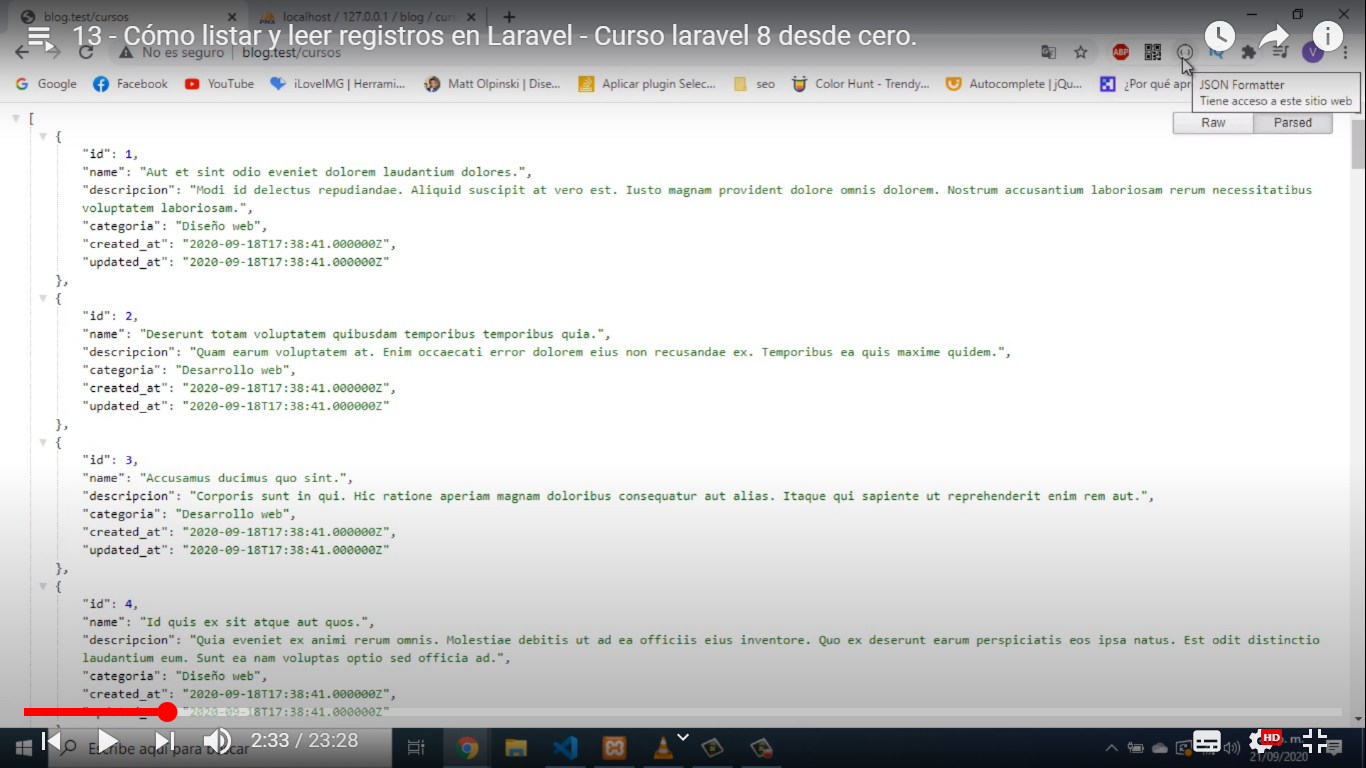 blog.test/cursos
localhost / 127.0.0.1 / blog / curs
13 - Cómo listar y leer registros en Laravel - Curso laravel 8 desde cero.
No es seguro
blog.test/cursos
ABP
V
Google
Facebook
YouTube
iLoveIMG | Herrami...
Matt Olpinski | Dise...
Aplicar plugin Selec...
seo
Color Hunt - Trendy...
Autocomplete | jQu...
¿Por qué apr
JSON Formatter
Tiene acceso a este sitio web
Raw
Parsed
[
{
"id": 1,
"name": "Aut et sint odio eveniet dolorem laudantium dolores.",
"descripcion": "Modi id delectus repudiandae. Aliquid suscipit at vero est. Iusto magnam provident dolore omnis dolorem. Nostrum accusantium laboriosam rerum necessitatibus
voluptatem laboriosam.",
"categoria": "Diseño web",
"created_at": "2020-09-18T17:38:41.000000Z",
"updated_at": "2020-09-18T17:38:41.000000Z"
},
{
"id": 2,
"name": "Deserunt totam voluptatem quibusdam temporibus temporibus quia.",
"descripcion": "Quam earum voluptatem at. Enim occaecati error dolorem eius non recusandae ex. Temporibus ea quis maxime quidem.",
"categoria": "Desarrollo web",
"created_at": "2020-09-18T17:38:41.000000Z",
"updated_at": "2020-09-18T17:38:41.000000Z"
},
{
"id": 3,
"name": "Accusamus ducimus quo sint.",
"descripcion": "Corporis sunt in qui. Hic ratione aperiam magnam doloribus consequatur aut alias. Itaque qui sapiente ut reprehenderit enim rem aut.",
"categoria": "Desarrollo web",
"created_at": "2020-09-18T17:38:41.000000Z",
"updated_at": "2020-09-18T17:38:41.000000Z"
},
{
"id": 4,
"name": "Id quis ex sit atque aut quos.",
"descripcion": "Quia eveniet ex animi rerum omnis. Molestiae debitis ut ad ea officiis eius inventore. Quo ex deserunt earum perspiciatis eos ipsa natus. Est odit distinctio
laudantium eum. Sunt ea nam voluptas optio sed officia ad.",
"categoria": "Diseño web",
"created_at": "2020-09-18T17:38:41.000000Z",
"updated_at": "2020-09-18T17:38:41.000000Z"
Escribe aquí para buscar
2:33 / 23:28
HD
21/09/2020